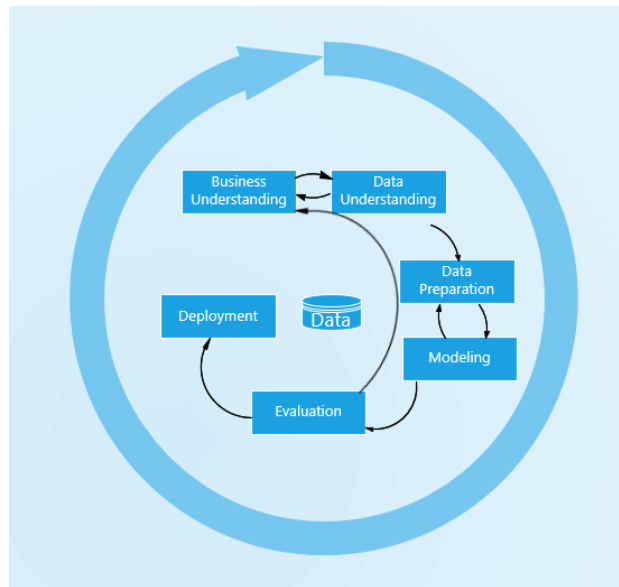 Business
Understanding
Data
Understanding
Data
Preparation
Deployment
Data
Modeling
Evaluation